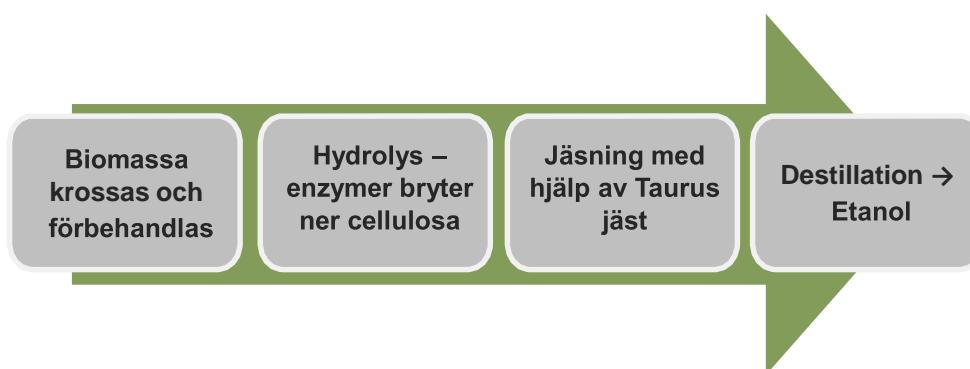 Biomassa
krossas och
förbehandlas
Hydrolys –
enzymer bryter
ner cellulosa
Jäsning med
hjälp av Taurus
jäst
Destillation →
Etanol